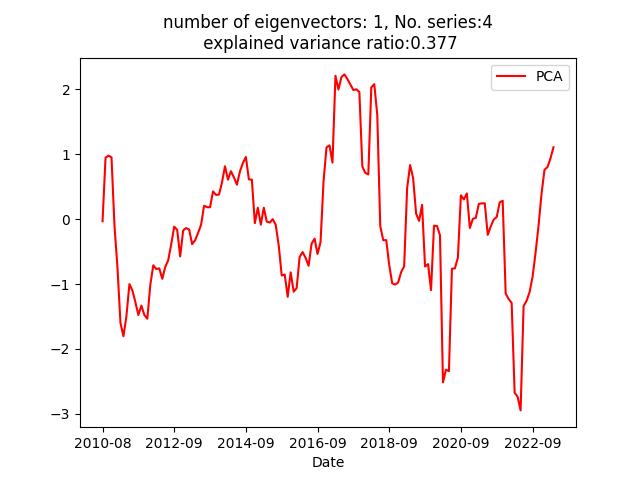 number of eigenvectors: 1, No. series:4
explained variance ratio:0.377
PCA
2
1
0
−1
−2
−3
2010-08 2012-09 2014-09 2016-09 2018-09 2020-09 2022-09
Date